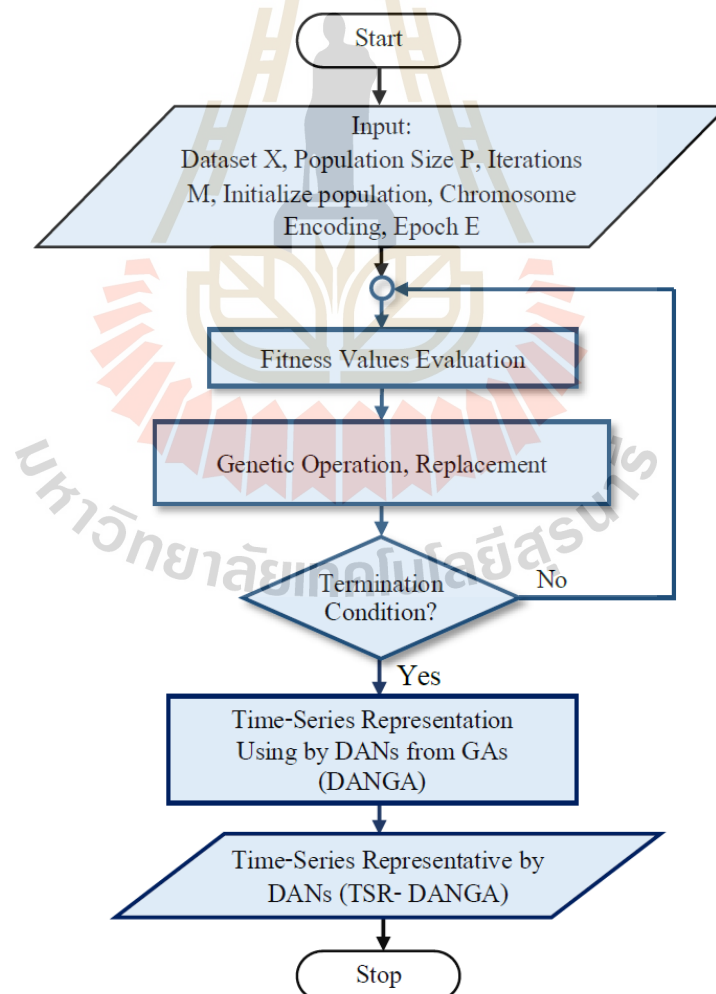 Start
Input:
Dataset X, Population Size P, Iterations
M, Initialize population, Chromosome
Encoding, Epoch E
Fitness Values Evaluation
Genetic Operation, Replacement
มหาวิทยาลัยเทคโนโลยีสุรนารี
Termination
Condition?
No
Yes
Time-Series Representation
Using by DANs from GAs
(DANGA)
Time-Series Representative by
DANs (TSR- DANGA)
Stop